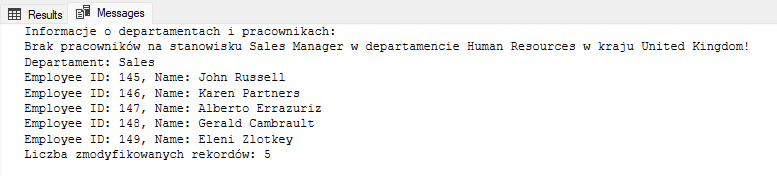 Results Messages
Informacje o departamentach i pracownikach:
Brak pracowników na stanowisku Sales Manager w departamencie Human Resources w kraju United Kingdom!
Departament: Sales
Employee ID: 145, Name: John Russell
Employee ID: 146, Name: Karen Partners
Employee ID: 147, Name: Alberto Errazuriz
Employee ID: 148, Name: Gerald Cambrault
Employee ID: 149, Name: Eleni Zlotkey
Liczba zmodyfikowanych rekordów: 5